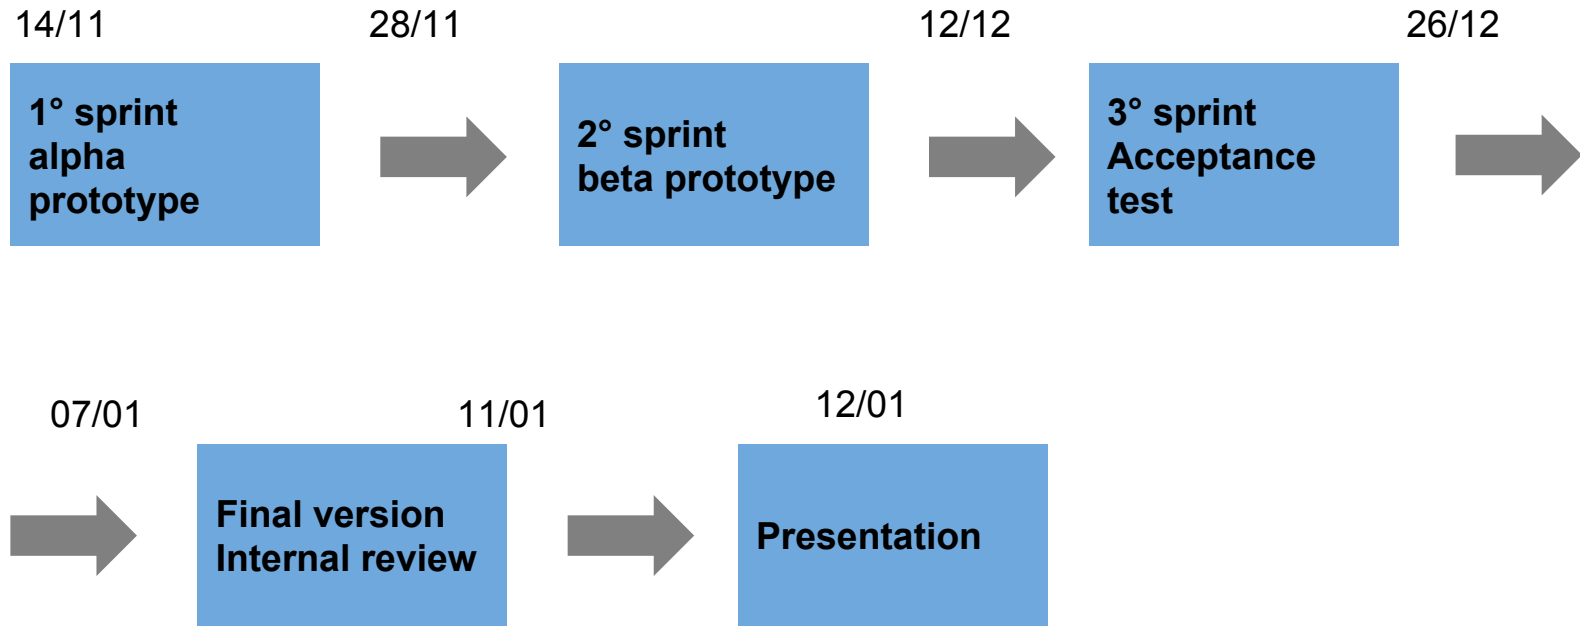 14/11
28/11
12/12
26/12
1° sprint
alpha
prototype
2° sprint
beta prototype
3° sprint
Acceptance
test
07/01
11/01
12/01
Final version
Internal review
Presentation